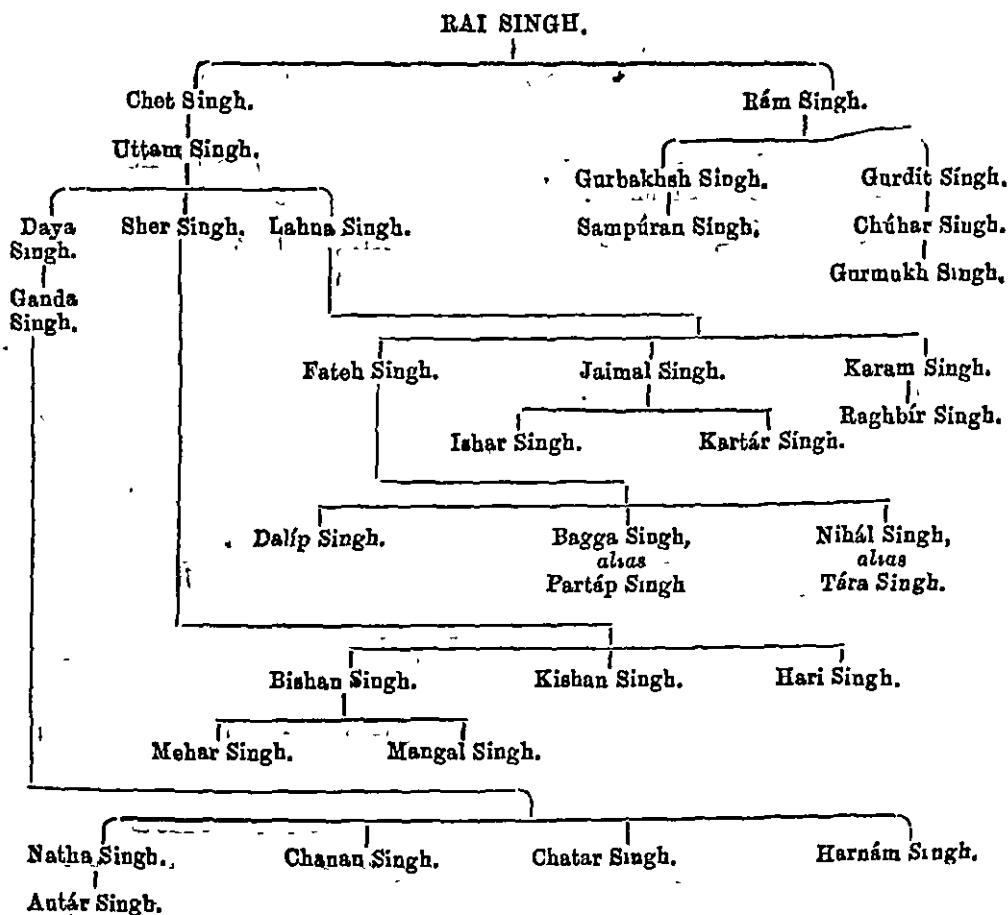 RAI SINGH.
Chet Singh. Rám Singh.
Uttam Singh.
Gurbakhsh Singh. Gurdit Singh.
Daya Sher Singh. Lahna Singh. Sampúran Singh. Chúhar Singh.
Singh.
Gurmukh Singh.
Ganda
Singh.
Fateh Singh. Jaimal Singh. Karam Singh.
Raghbír Singh.
Ishar Singh. Kartár Singh.
Dalíp Singh. Bagga Singh, Nihál Singh,
alias alias
Partáp Singh Tára Singh.
Bishan Singh. Kishan Singh. Hari Singh.
Mehar Singh. Mangal Singh.
Natha Singh. Chanan Singh. Chatar Singh. Harnám Singh.
Autár Singh.